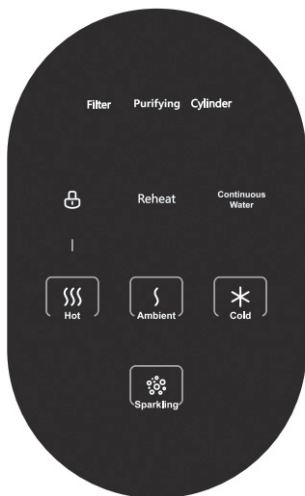 Filter Purifying Cylinder
Reheat Continuous
Water
Hot Ambient Cold
Sparkling